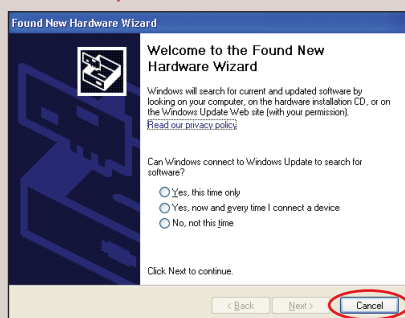 Found New Hardware Wizard
Welcome to the Found New
Hardware Wizard
Windows will search for current and updated software by
looking on your computer, on the hardware installation CD, or on
the Windows Update Web site (with your permission).
Read our privacy policy
Can Windows connect to Windows Update to search for
software?
Yes, this time only
Yes, now and every time I connect a device
No, not this time
Click Next to continue.
< Back
Next >
Cancel